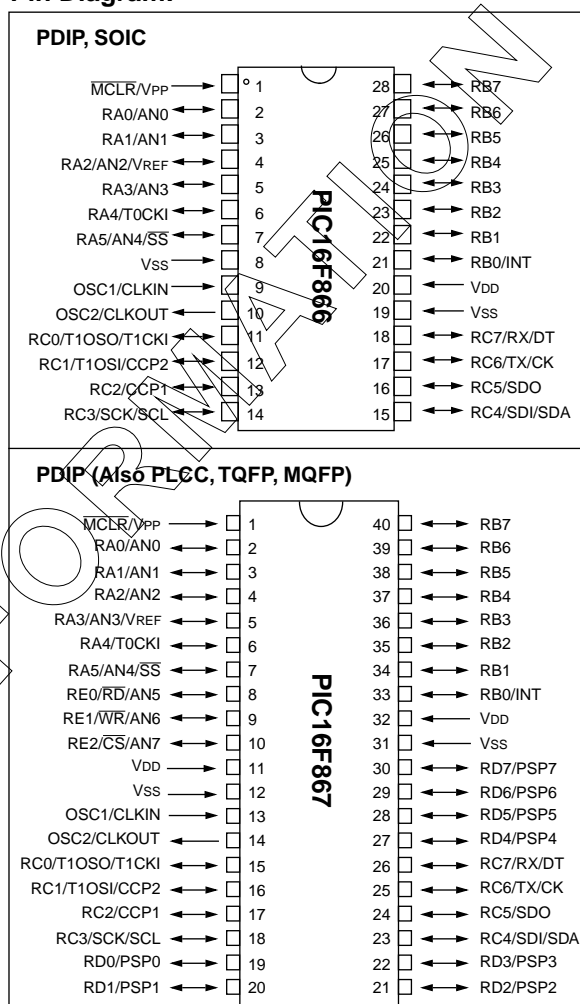 Pin Diagram:
PDIP, SOIC
MCLR/VPP 1 28 RB7
RA0/AN0 2 27 RB6
RA1/AN1 3 26 RB5
RA2/AN2/VREF 4 25 RB4
RA3/AN3 5 24 RB3
RA4/T0CKI 6 23 RB2
RA5/AN4/SS 7 22 RB1
VSS 8 21 RB0/INT
OSC1/CLKIN 9 20 VDD
OSC2/CLKOUT 10 19 VSS
RC0/T1OSO/T1CKI 11 18 RC7/RX/DT
RC1/T1OSI/CCP2 12 17 RC6/TX/CK
RC2/CCP1 13 16 RC5/SDO
RC3/SCK/SCL 14 15 RC4/SDI/SDA
PIC16F866
PDIP (Also PLCC, TQFP, MQFP)
MCLR/VPP 1 40 RB7
RA0/AN0 2 39 RB6
RA1/AN1 3 38 RB5
RA2/AN2 4 37 RB4
RA3/AN3/VREF 5 36 RB3
RA4/T0CKI 6 35 RB2
RA5/AN4/SS 7 34 RB1
RE0/RD/AN5 8 33 RB0/INT
RE1/WR/AN6 9 32 VDD
RE2/CS/AN7 10 31 VSS
VDD 11 30 RD7/PSP7
VSS 12 29 RD6/PSP6
OSC1/CLKIN 13 28 RD5/PSP5
OSC2/CLKOUT 14 27 RD4/PSP4
RC0/T1OSO/T1CKI 15 26 RC7/RX/DT
RC1/T1OSI/CCP2 16 25 RC6/TX/CK
RC2/CCP1 17 24 RC5/SDO
RC3/SCK/SCL 18 23 RC4/SDI/SDA
RD0/PSP0 19 22 RD3/PSP3
RD1/PSP1 20 21 RD2/PSP2
PIC16F867
ORMATION